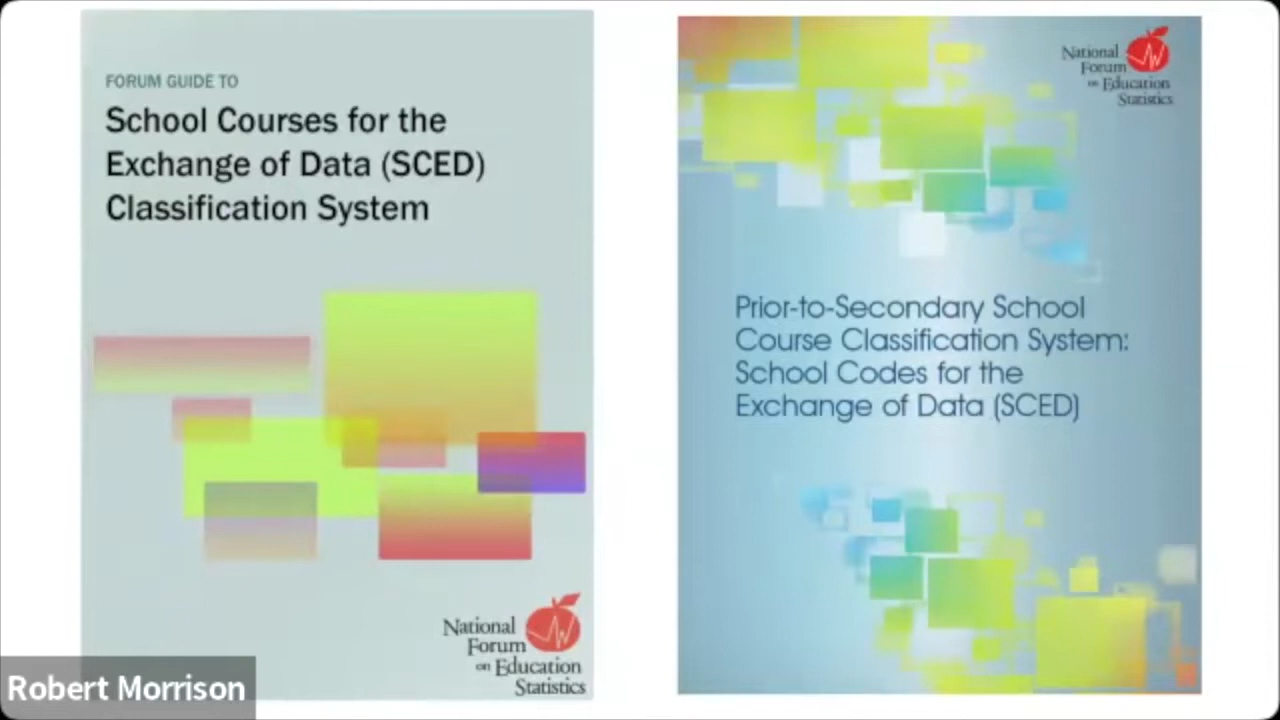 FORUM GUIDE TO
School Courses for the
Exchange of Data (SCED)
Classification System
National
Forum
on Education
Statistics
National
Forum
on Education
Statistics
Prior-to-Secondary School
Course Classification System:
School Codes for the
Exchange of Data (SCED)
Robert Morrison